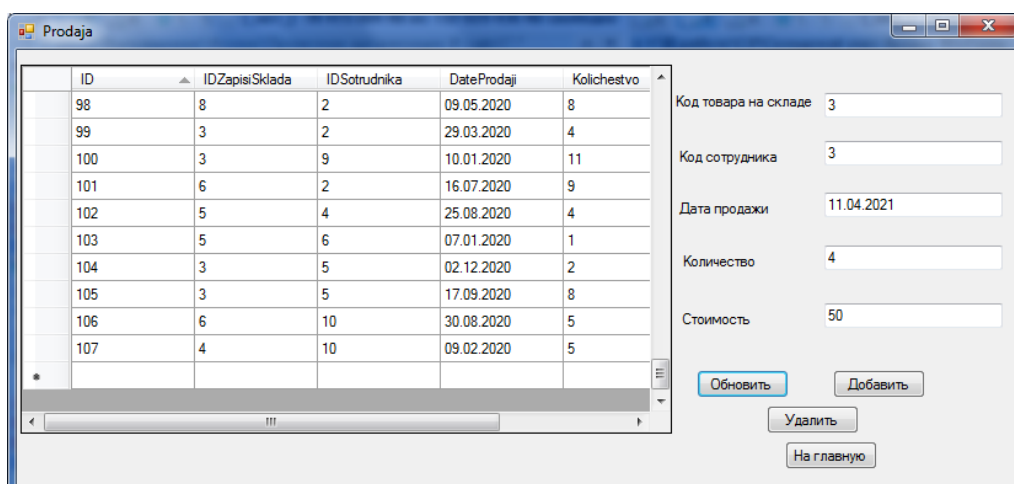 Prodaja
ID IDZapisiSklada IDSotrudnika DateProdaji Kolichestvo
98 8 2 09.05.2020 8
99 3 2 29.03.2020 4
100 3 9 10.01.2020 11
101 6 2 16.07.2020 9
102 5 4 25.08.2020 4
103 5 6 07.01.2020 1
104 3 5 02.12.2020 2
105 3 5 17.09.2020 8
106 6 10 30.08.2020 5
107 4 10 09.02.2020 5
Код товара на складе 3
Код сотрудника 3
Дата продажи 11.04.2021
Количество 4
Стоимость 50
Обновить Добавить
Удалить
На главную